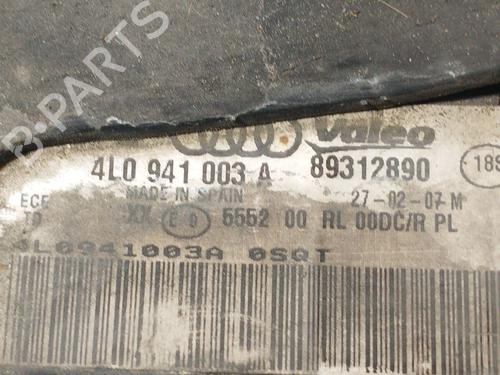 B-PARTS
Valeo
4L0 941 003 A 89312890
MADE IN SPAIN 27-02-07 M
ECE XX E9 5552 00 RL 00DC/R PL
4L0941003A 0SQT